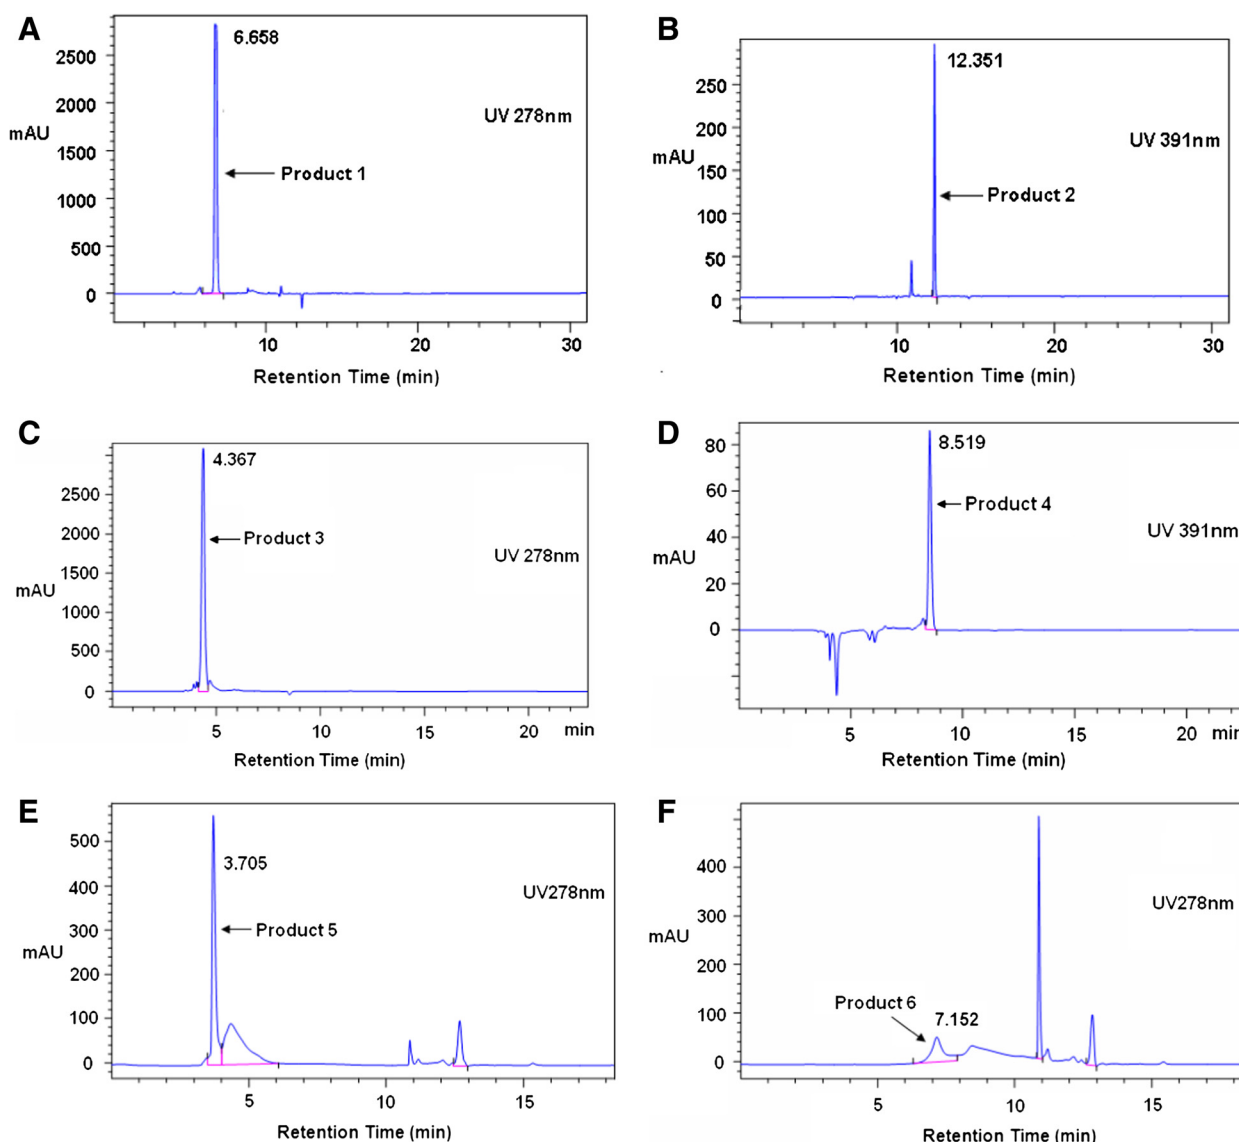 A
2500
2000
mAU
1500
1000
500
0
6.658
UV 278nm
Product 1
10
20
30
Retention Time (min)
B
250
200
mAU
150
100
50
0
12.351
UV 391nm
Product 2
10
20
30
Retention Time (min)
C
2500
2000
1500
mAU
1000
500
0
4.367
Product 3
UV 278nm
5
10
15
20
min
Retention Time (min)
D
80
60
40
mAU
20
0
8.519
Product 4
UV 391nm
5
10
15
20
min
Retention Time (min)
E
500
400
300
mAU
200
100
0
3.705
UV278nm
Product 5
5
10
15
Retention Time (min)
F
400
300
mAU
200
100
0
UV278nm
Product 6
7.152
5
10
15
Retention Time (min)